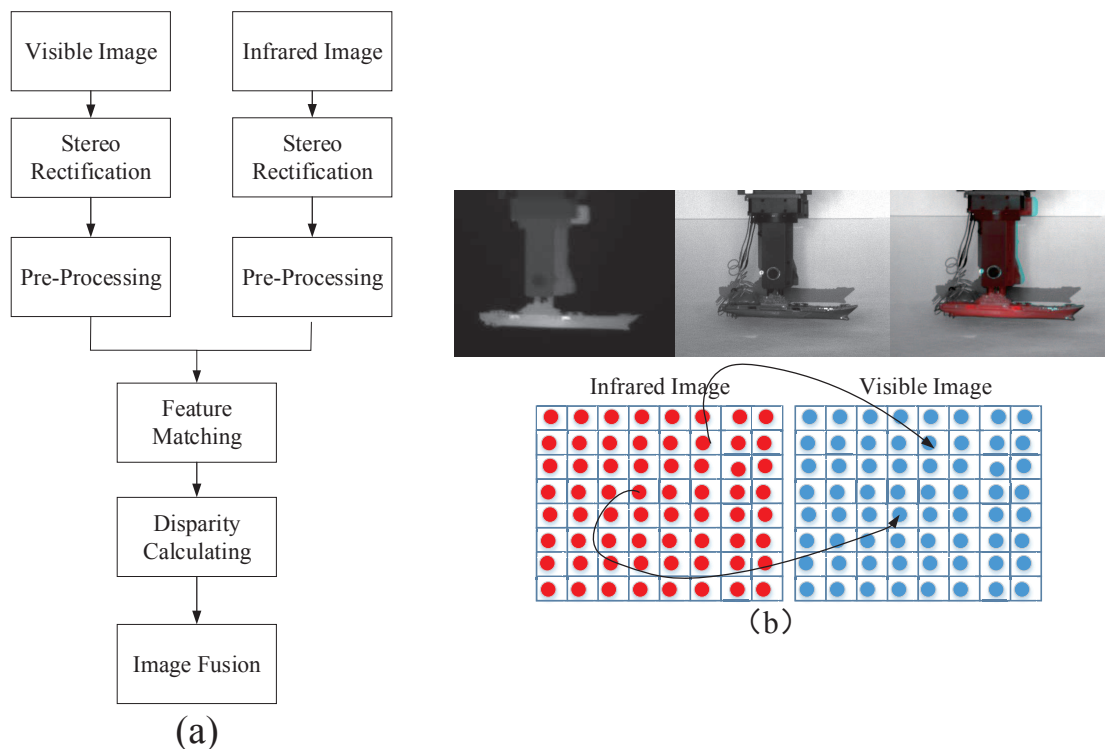 Visible Image
Infrared Image
Stereo
Rectification
Stereo
Rectification
Pre-Processing
Pre-Processing
Feature
Matching
Disparity
Calculating
Image Fusion
(a)
Infrared Image
Visible Image
（b）